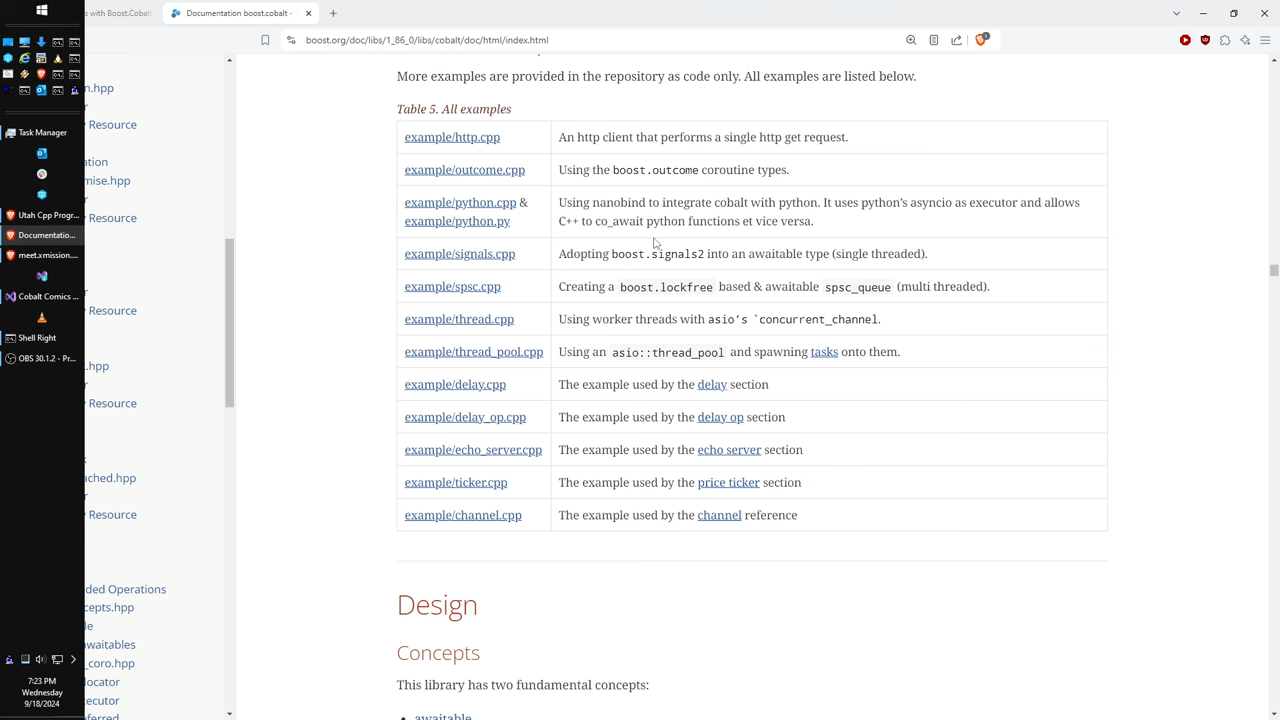 s with Boost.Cobalt
Documentation boost.cobalt -
boost.org/doc/libs/1_86_0/libs/cobalt/doc/html/index.html
Task Manager
Utah Cpp Progr...
Documentatio...
meet.xmission....
Cobalt Comics ...
Shell Right
OBS 30.1.2 - Pr...
7:23 PM
Wednesday
9/18/2024
n.hpp
r
y Resource
ation
mise.hpp
r
y Resource
r
y Resource
t.hpp
r
y Resource
k
ached.hpp
r
y Resource
ded Operations
cepts.hpp
le
awaitables
_coro.hpp
locator
ecutor
eferred
More examples are provided in the repository as code only. All examples are listed below.
Table 5. All examples
example/http.cpp An http client that performs a single http get request.
example/outcome.cpp Using the boost.outcome coroutine types.
example/python.cpp & Using nanobind to integrate cobalt with python. It uses python’s asyncio as executor and allows
example/python.py C++ to co_await python functions et vice versa.
example/signals.cpp Adopting boost.signals2 into an awaitable type (single threaded).
example/spsc.cpp Creating a boost.lockfree based & awaitable spsc_queue (multi threaded).
example/thread.cpp Using worker threads with asio’s `concurrent_channel.
example/thread_pool.cpp Using an asio::thread_pool and spawning tasks onto them.
example/delay.cpp The example used by the delay section
example/delay_op.cpp The example used by the delay op section
example/echo_server.cpp The example used by the echo server section
example/ticker.cpp The example used by the price ticker section
example/channel.cpp The example used by the channel reference
Design
Concepts
This library has two fundamental concepts:
awaitable